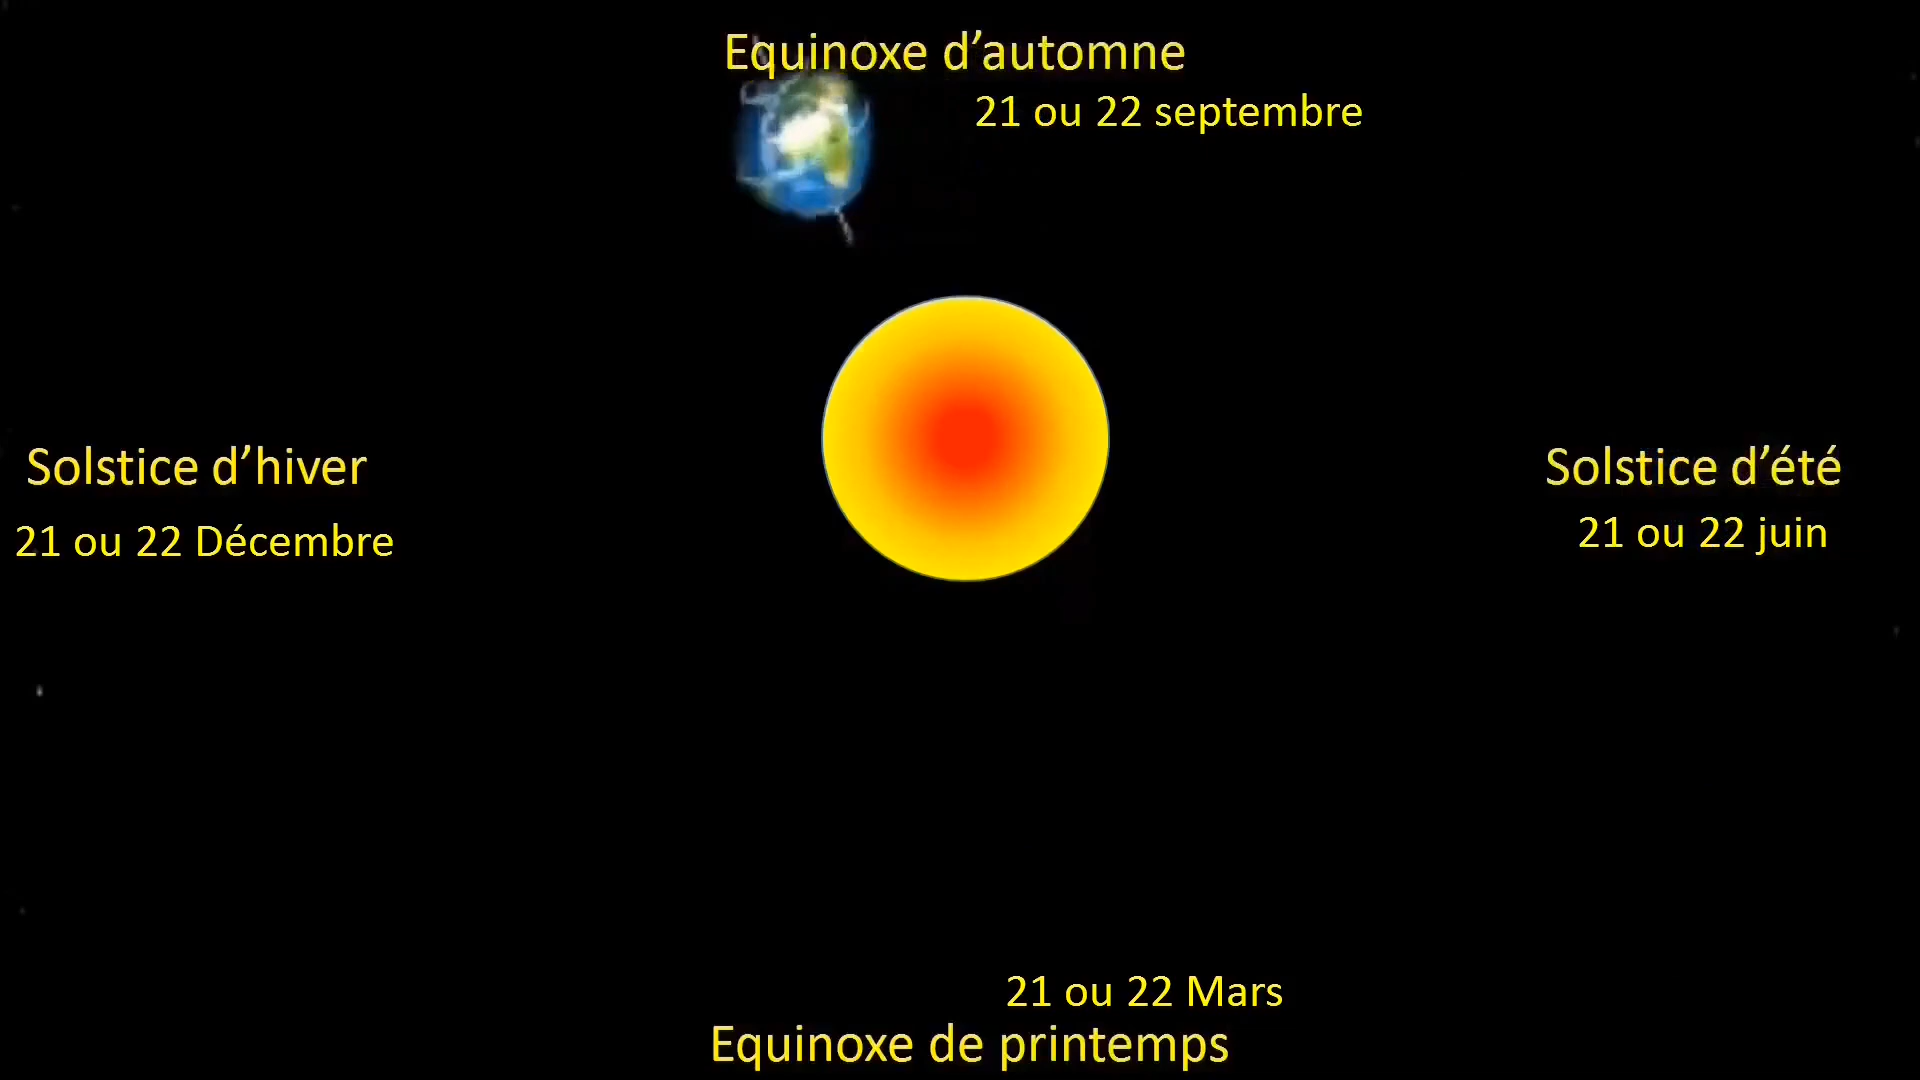 Equinoxe d’automne
21 ou 22 septembre
Solstice d’hiver
21 ou 22 Décembre
Solstice d’été
21 ou 22 juin
21 ou 22 Mars
Equinoxe de printemps